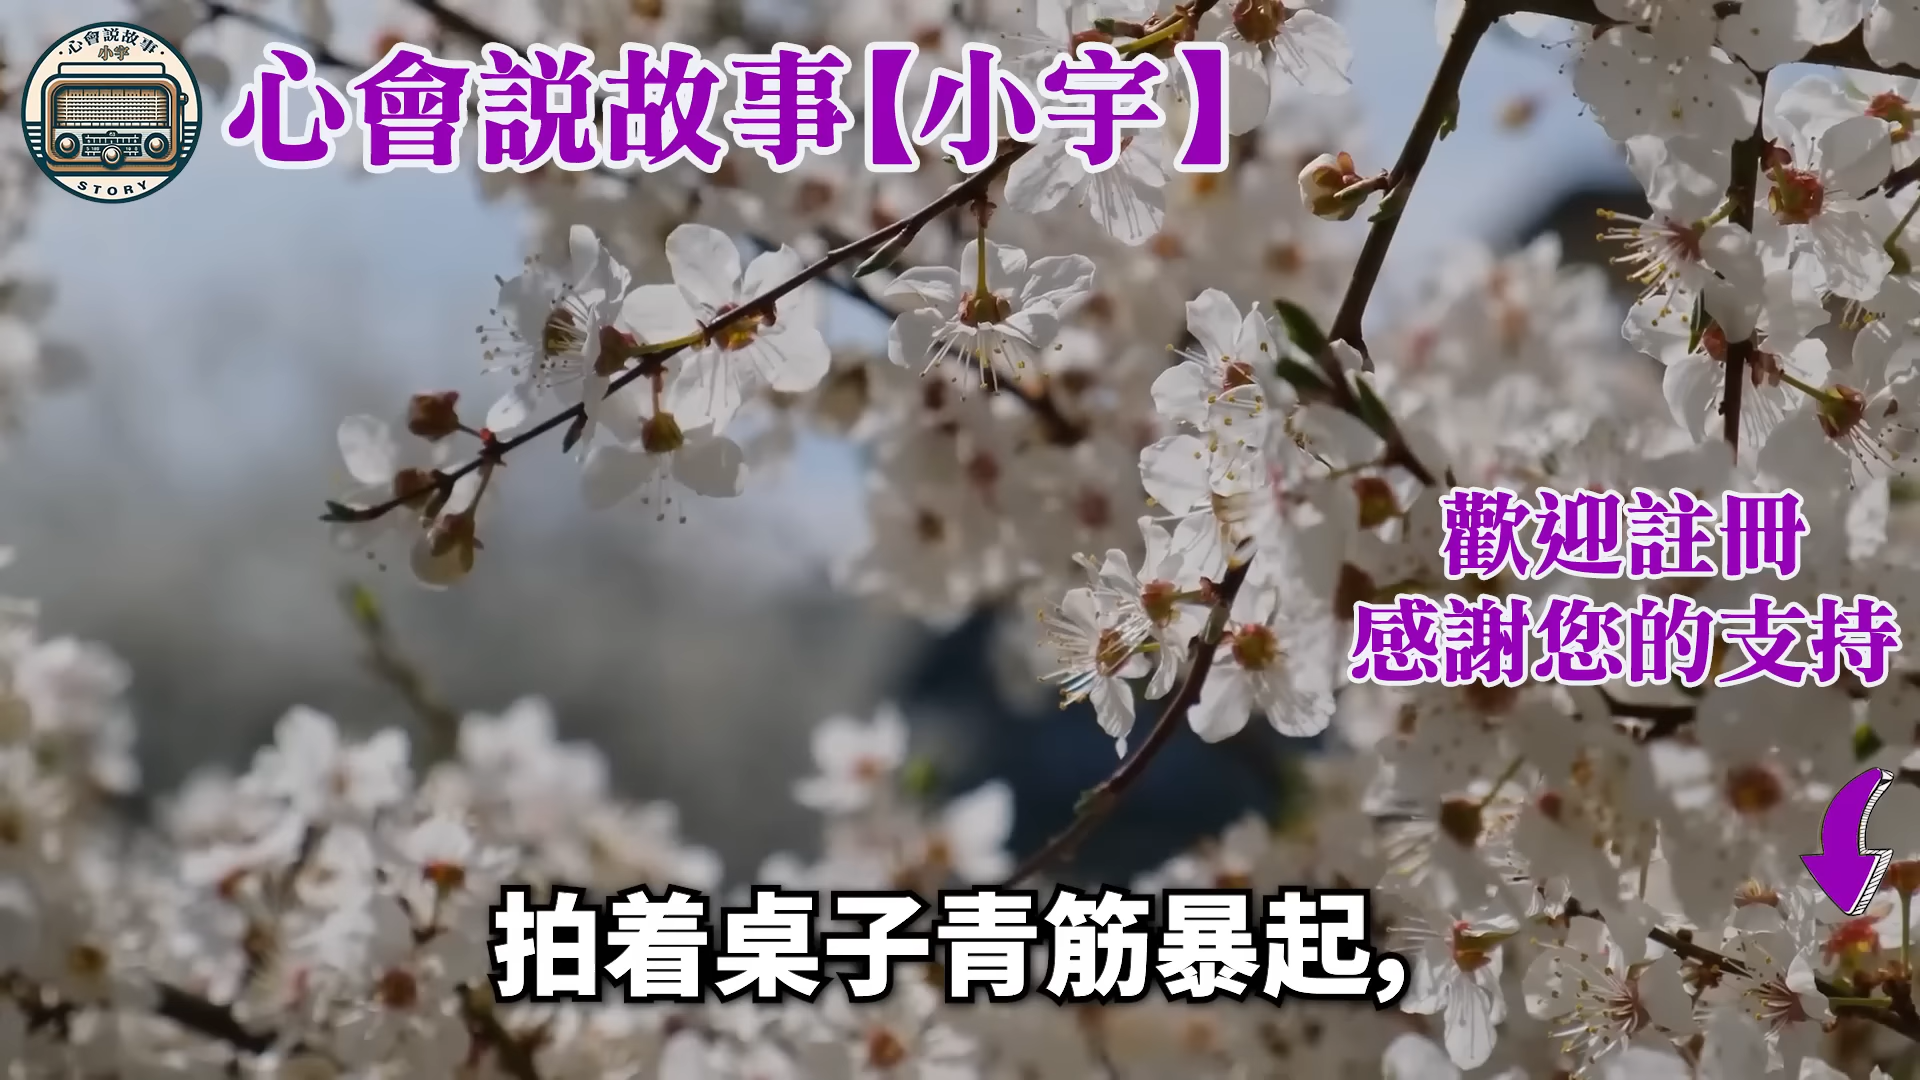 ·心會説故事·
小宇
STORY
心會説故事【小宇】
歡迎註冊
感謝您的支持
拍着桌子青筋暴起,